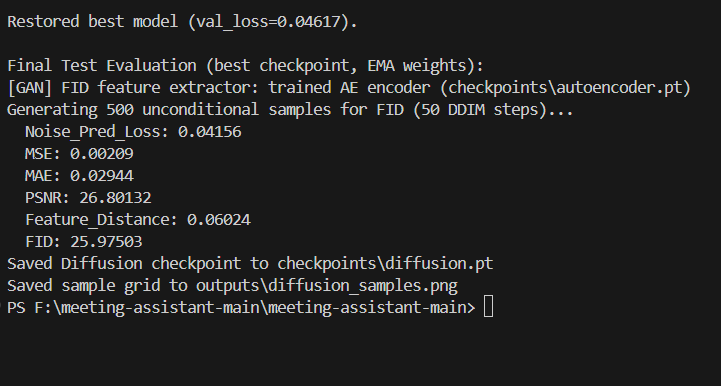 Restored best model (val_loss=0.04617).
Final Test Evaluation (best checkpoint, EMA weights):
[GAN] FID feature extractor: trained AE encoder (checkpoints\autoencoder.pt)
Generating 500 unconditional samples for FID (50 DDIM steps)...
Noise_Pred_Loss: 0.04156
MSE: 0.00209
MAE: 0.02944
PSNR: 26.80132
Feature_Distance: 0.06024
FID: 25.97503
Saved Diffusion checkpoint to checkpoints\diffusion.pt
Saved sample grid to outputs\diffusion_samples.png
PS F:\meeting-assistant-main\meeting-assistant-main>